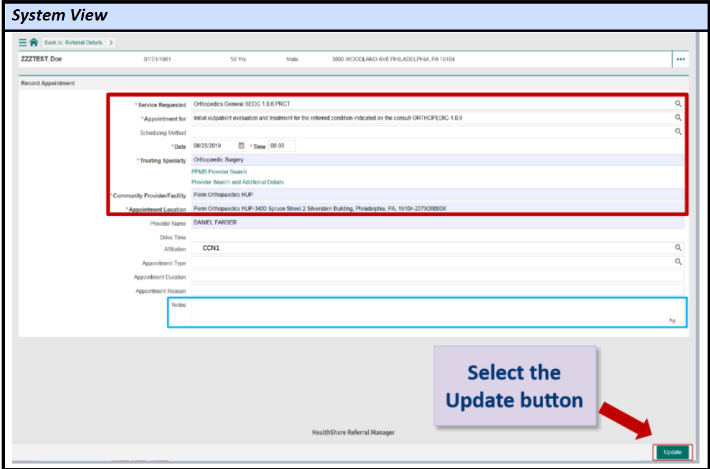 System View
Back to Referral Details
ZZZTEST, Doe 01/01/1961 58 Yrs Male 3800 WOODLAND AVE PHILADELPHIA, PA 19104
Record Appointment
*Service Requested Orthopedics General SEOC 1.0.6 PRCT
*Appointment for Initial outpatient evaluation and treatment for the referred condition indicated on the consult-ORTHOPEDIC-1.0.6
Scheduling Method
*Date 08/28/2019 *Time 08:00
*Treating Specialty Orthopaedic Surgery
PPMS Provider Search
Provider Search and Additional Details
*Community Provider/Facility Penn Orthopaedics HUP
*Appointment Location Penn Orthopaedics HUP-3400 Spruce Street 2 Silverstein Building, Philadelphia, PA, 19104-207X00000X
Provider Name DANIEL FARBER
Drive Time
Affiliation CCN1
Appointment Type
Appointment Duration
Appointment Reason
Notes
Select the
Update button
HealthShare Referral Manager
Update